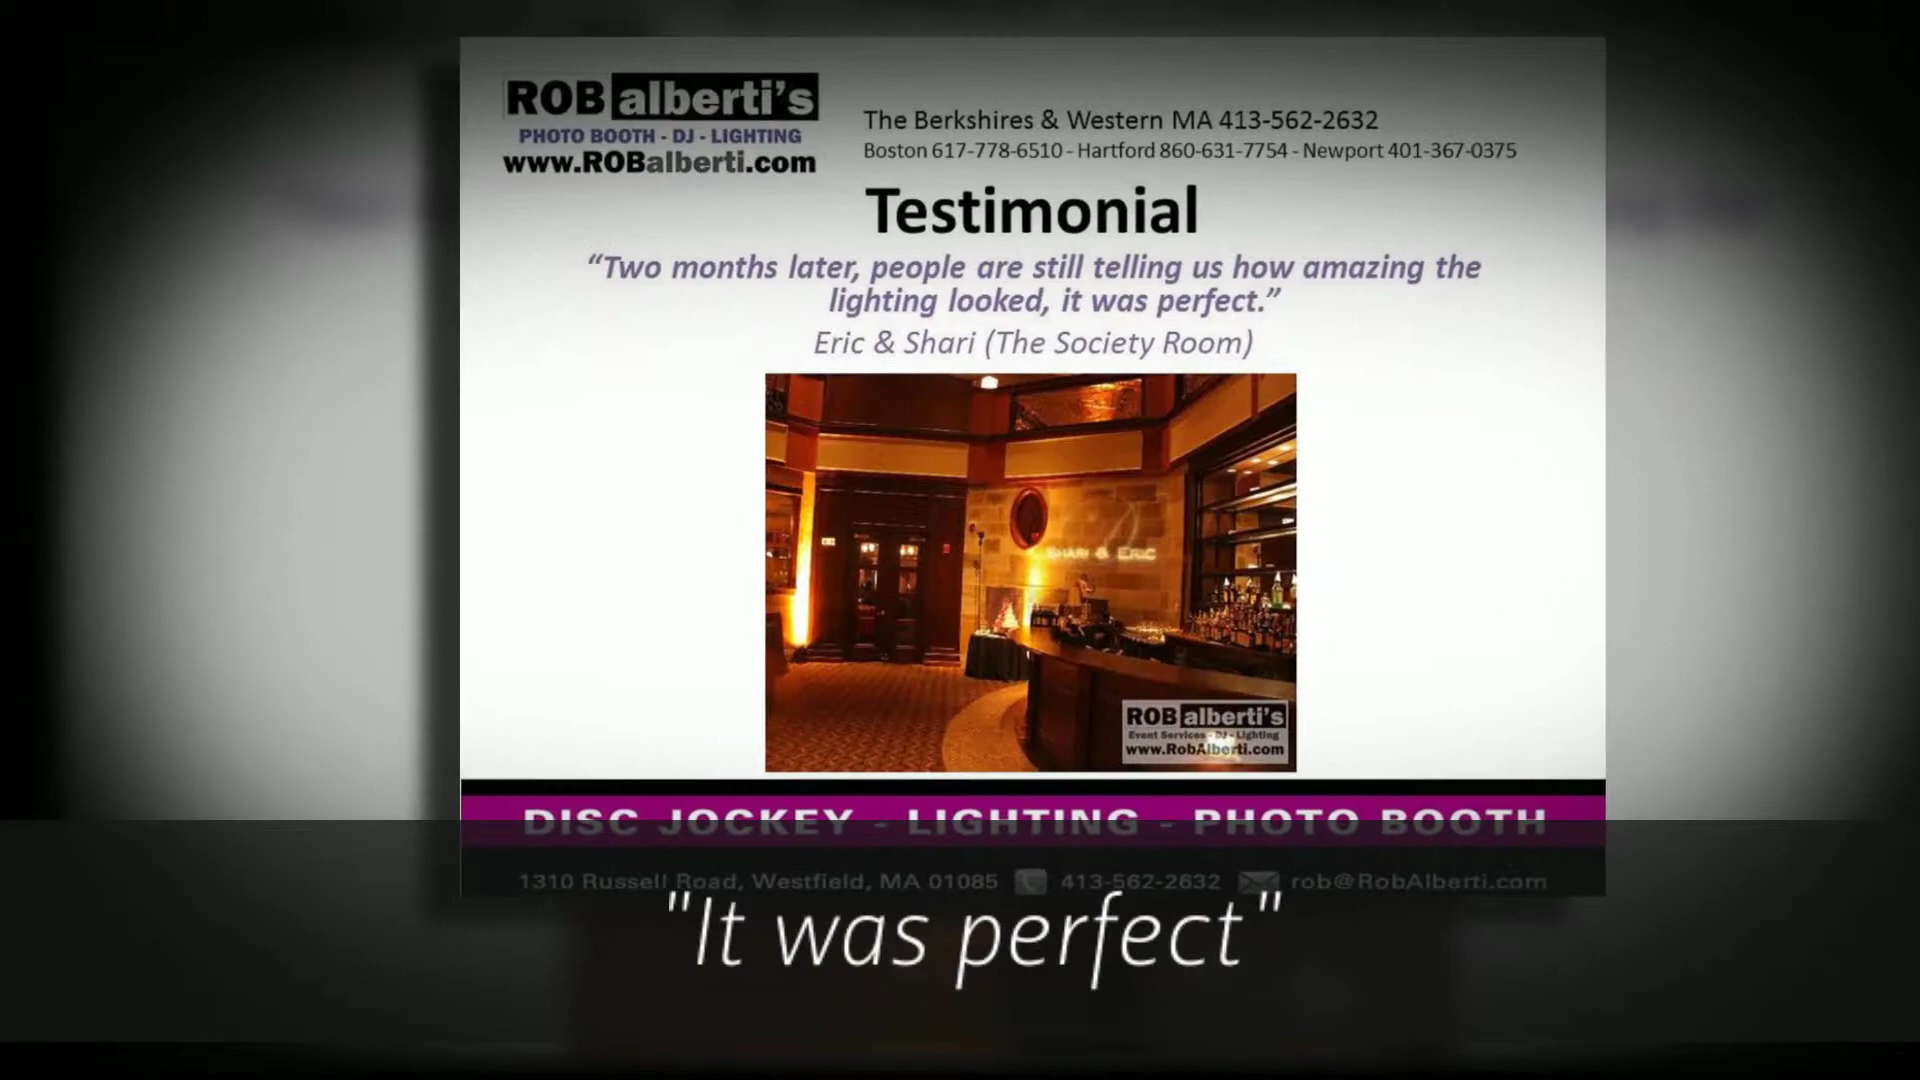 ROB alberti's
PHOTO BOOTH - DJ - LIGHTING
www.ROBalberti.com
The Berkshires & Western MA 413-562-2632
Boston 617-778-6510 - Hartford 860-631-7754 - Newport 401-367-0375
Testimonial
“Two months later, people are still telling us how amazing the
lighting looked, it was perfect.”
Eric & Shari (The Society Room)
SHARI & ERIC
ROB alberti's
Event Services - DJ - Lighting
www.RobAlberti.com
DISC JOCKEY - LIGHTING - PHOTO BOOTH
1310 Russell Road, Westfield, MA 01085 413-562-2632 rob@RobAlberti.com
"It was perfect"